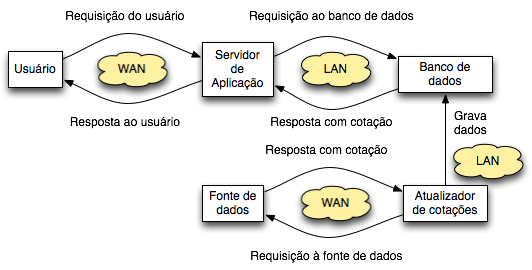 Requisição do usuário
Requisição ao banco de dados
Usuário
WAN
Servidor
de
Aplicação
LAN
Banco de
dados
Resposta ao usuário
Resposta com cotação
Grava
dados
LAN
Resposta com cotação
Fonte de
dados
WAN
Atualizador
de cotações
Requisição à fonte de dados